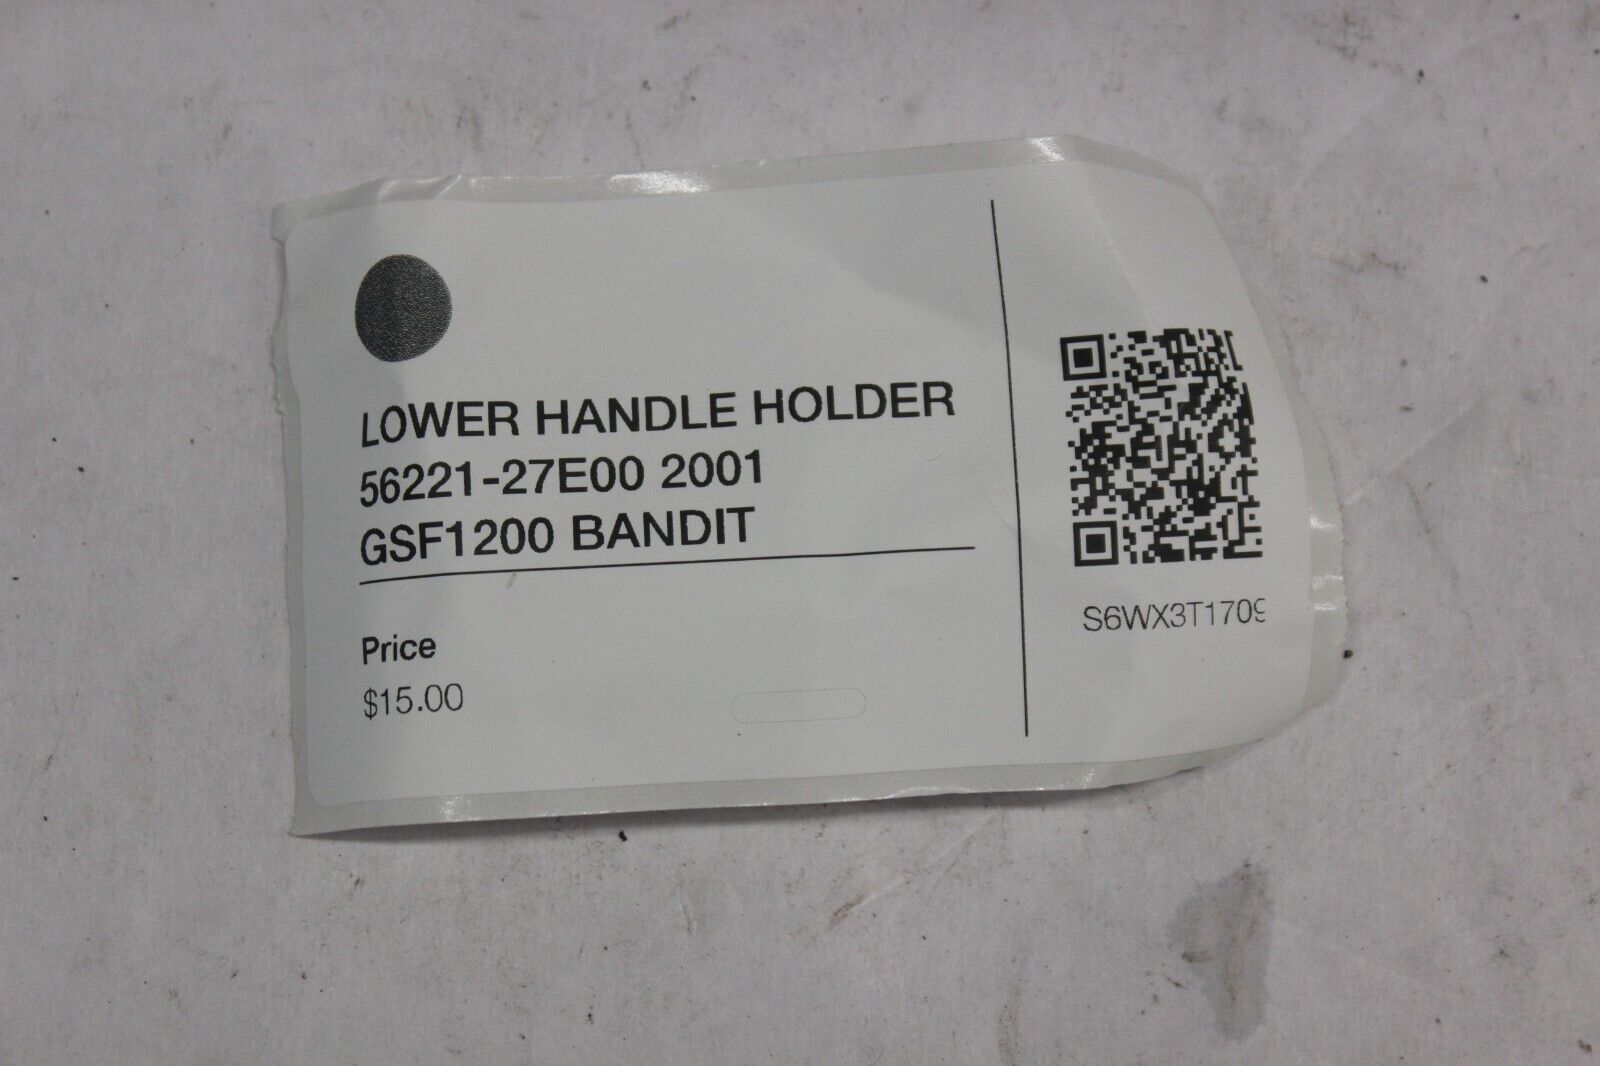 LOWER HANDLE HOLDER
56221-27E00 2001
GSF1200 BANDIT
Price
$15.00
S6WX3T1709